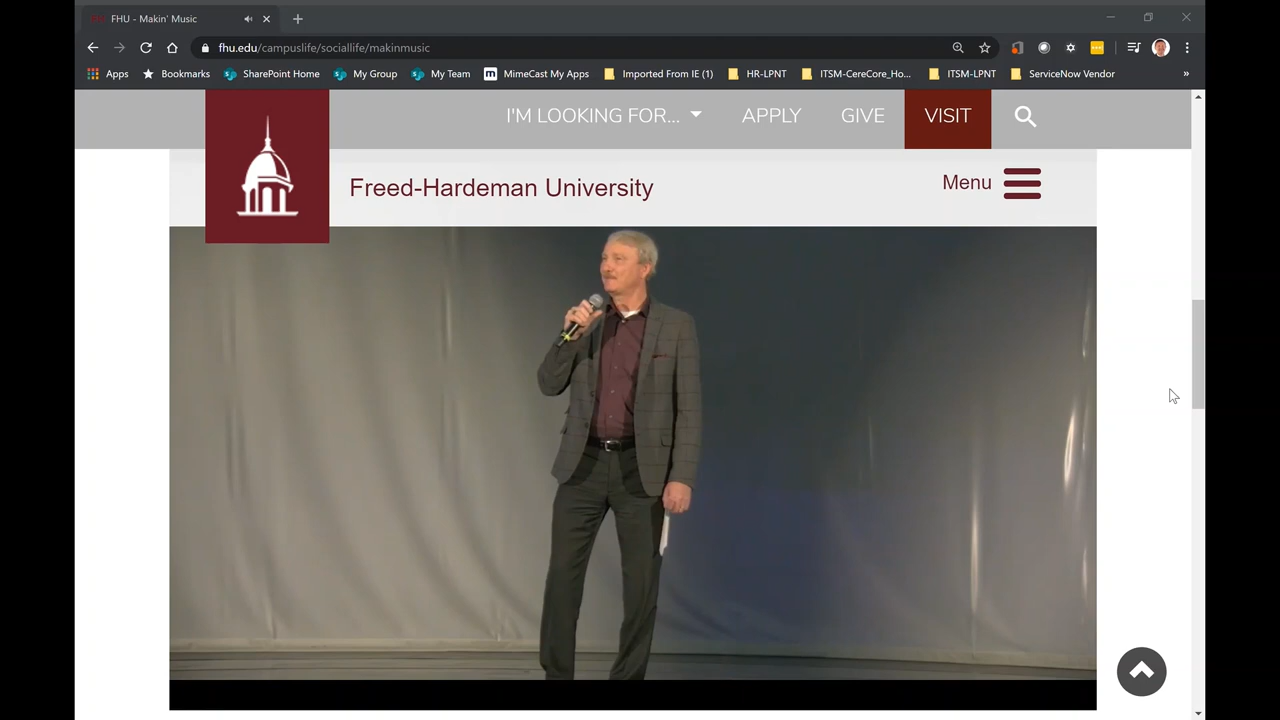 FHU - Makin' Music
fhu.edu/campuslife/sociallife/makinmusic
Apps Bookmarks SharePoint Home My Group My Team m MimeCast My Apps Imported From IE (1) HR-LPNT ITSM-CereCore_Ho... ITSM-LPNT ServiceNow Vendor »
I'M LOOKING FOR... APPLY GIVE VISIT
Freed-Hardeman University Menu